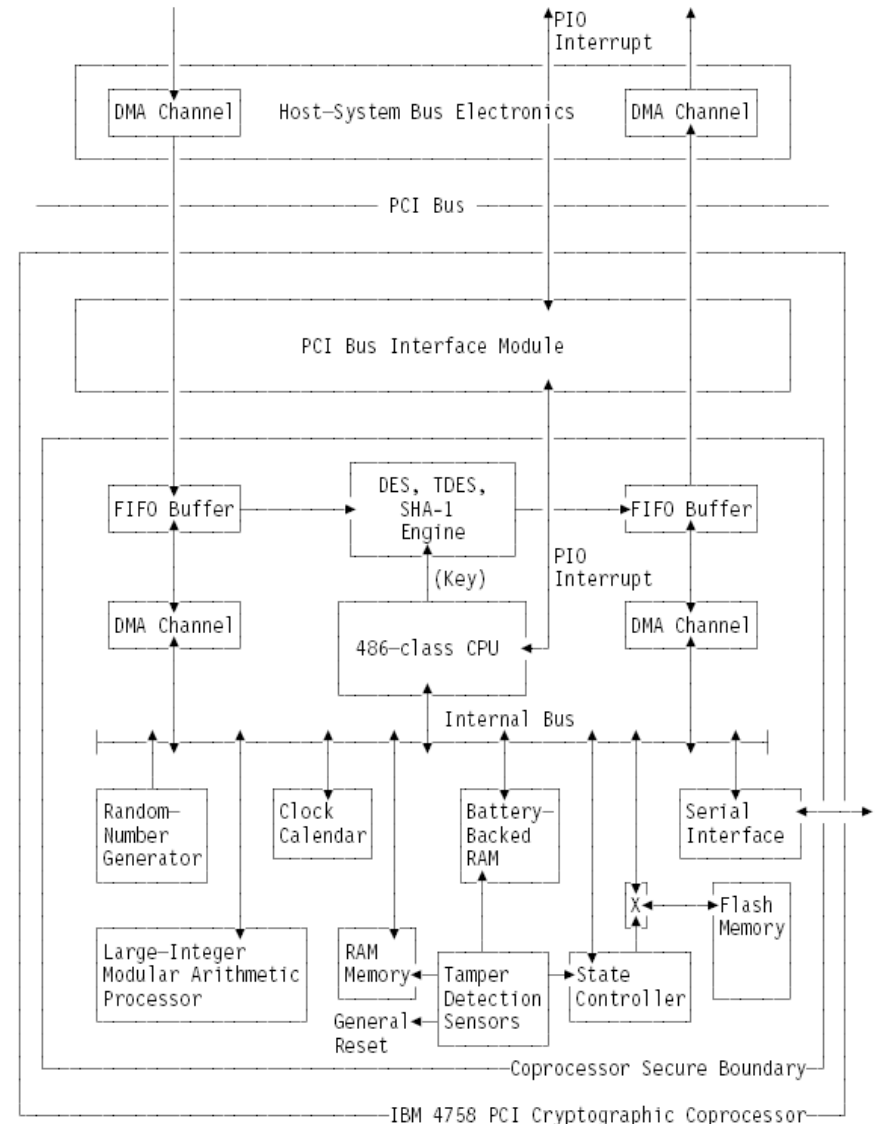 PIO
Interrupt
DMA Channel
Host-System Bus Electronics
DMA Channel
PCI Bus
PCI Bus Interface Module
FIFO Buffer
DES, TDES,
SHA-1
Engine
FIFO Buffer
(Key)
PIO
Interrupt
DMA Channel
486-class CPU
DMA Channel
Internal Bus
Random-
Number
Generator
Clock
Calendar
Battery-
Backed
RAM
Serial
Interface
X
Flash
Memory
Large-Integer
Modular Arithmetic
Processor
RAM
Memory
Tamper
Detection
Sensors
State
Controller
General
Reset
Coprocessor Secure Boundary
IBM 4758 PCI Cryptographic Coprocessor